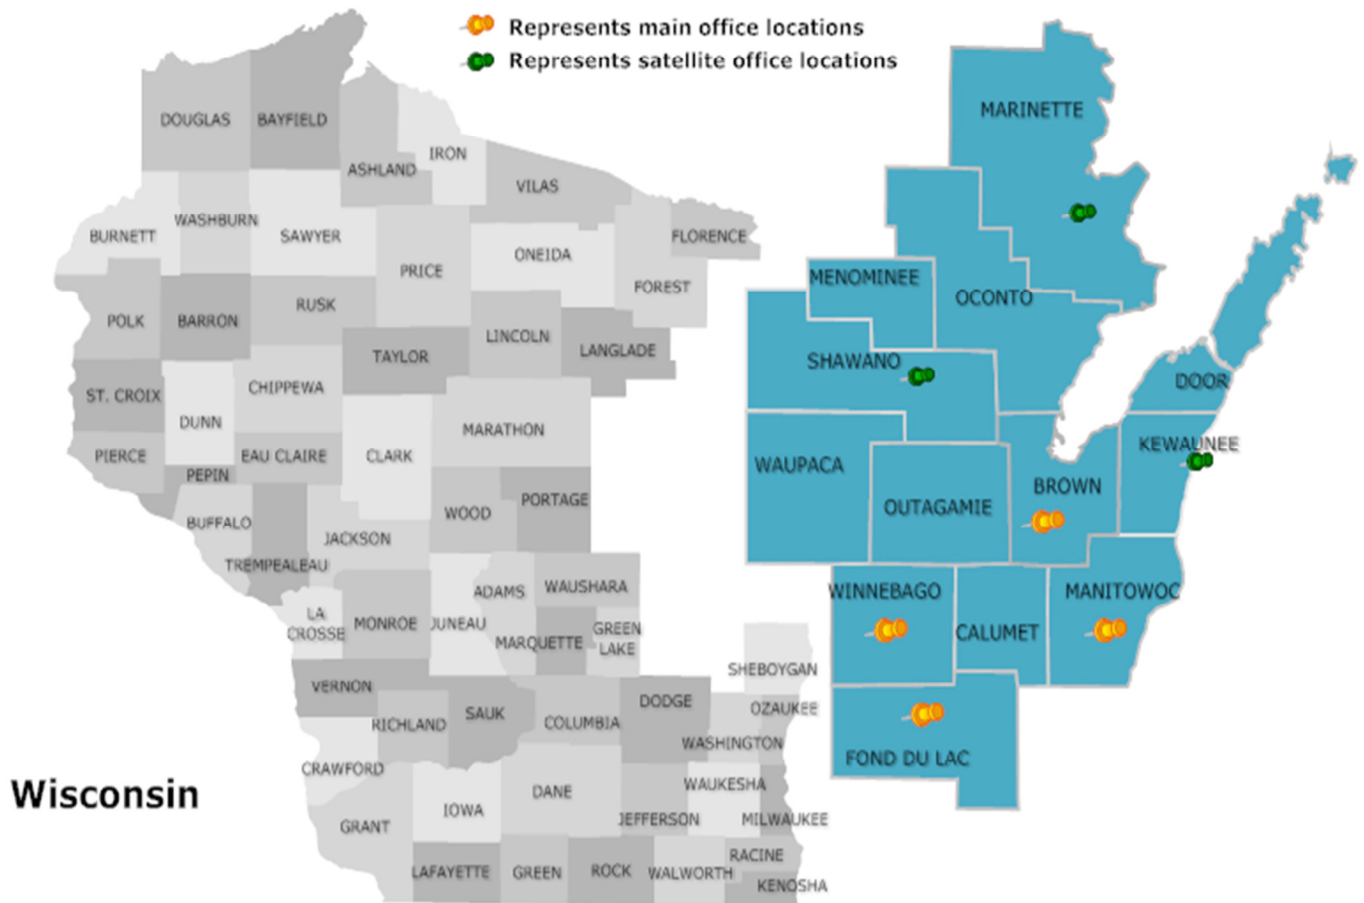 Represents main office locations
Represents satellite office locations
MARINETTE
DOUGLAS
BAYFIELD
IRON
ASHLAND
VILAS
WASHBURN
BURNETT
SAWYER
FLORENCE
ONEIDA
PRICE
FOREST
MENOMINEE
OCONTO
RUSK
POLK
BARRON
LINCOLN
LANGLADE
TAYLOR
SHAWANO
DOOR
CHIPPEWA
ST. CROIX
DUNN
MARATHON
KEWAUNEE
PIERCE
EAU CLAIRE
CLARK
WAUPACA
PEPIN
BROWN
PORTAGE
OUTAGAMIE
WOOD
BUFFALO
JACKSON
TREMPEALEAU
WAUSHARA
ADAMS
WINNEBAGO
MANITOWOC
LA
CROSSE
MONROE
JUNEAU
GREEN
LAKE
MARQUETTE
CALUMET
SHEBOYGAN
VERNON
DODGE
OZAUKEE
SAUK
RICHLAND
COLUMBIA
WASHINGTON
FOND DU LAC
CRAWFORD
WAUKESHA
DANE
Wisconsin
IOWA
JEFFERSON
MILWAUKEE
GRANT
RACINE
LAFAYETTE
GREEN
ROCK
WALWORTH
KENOSHA